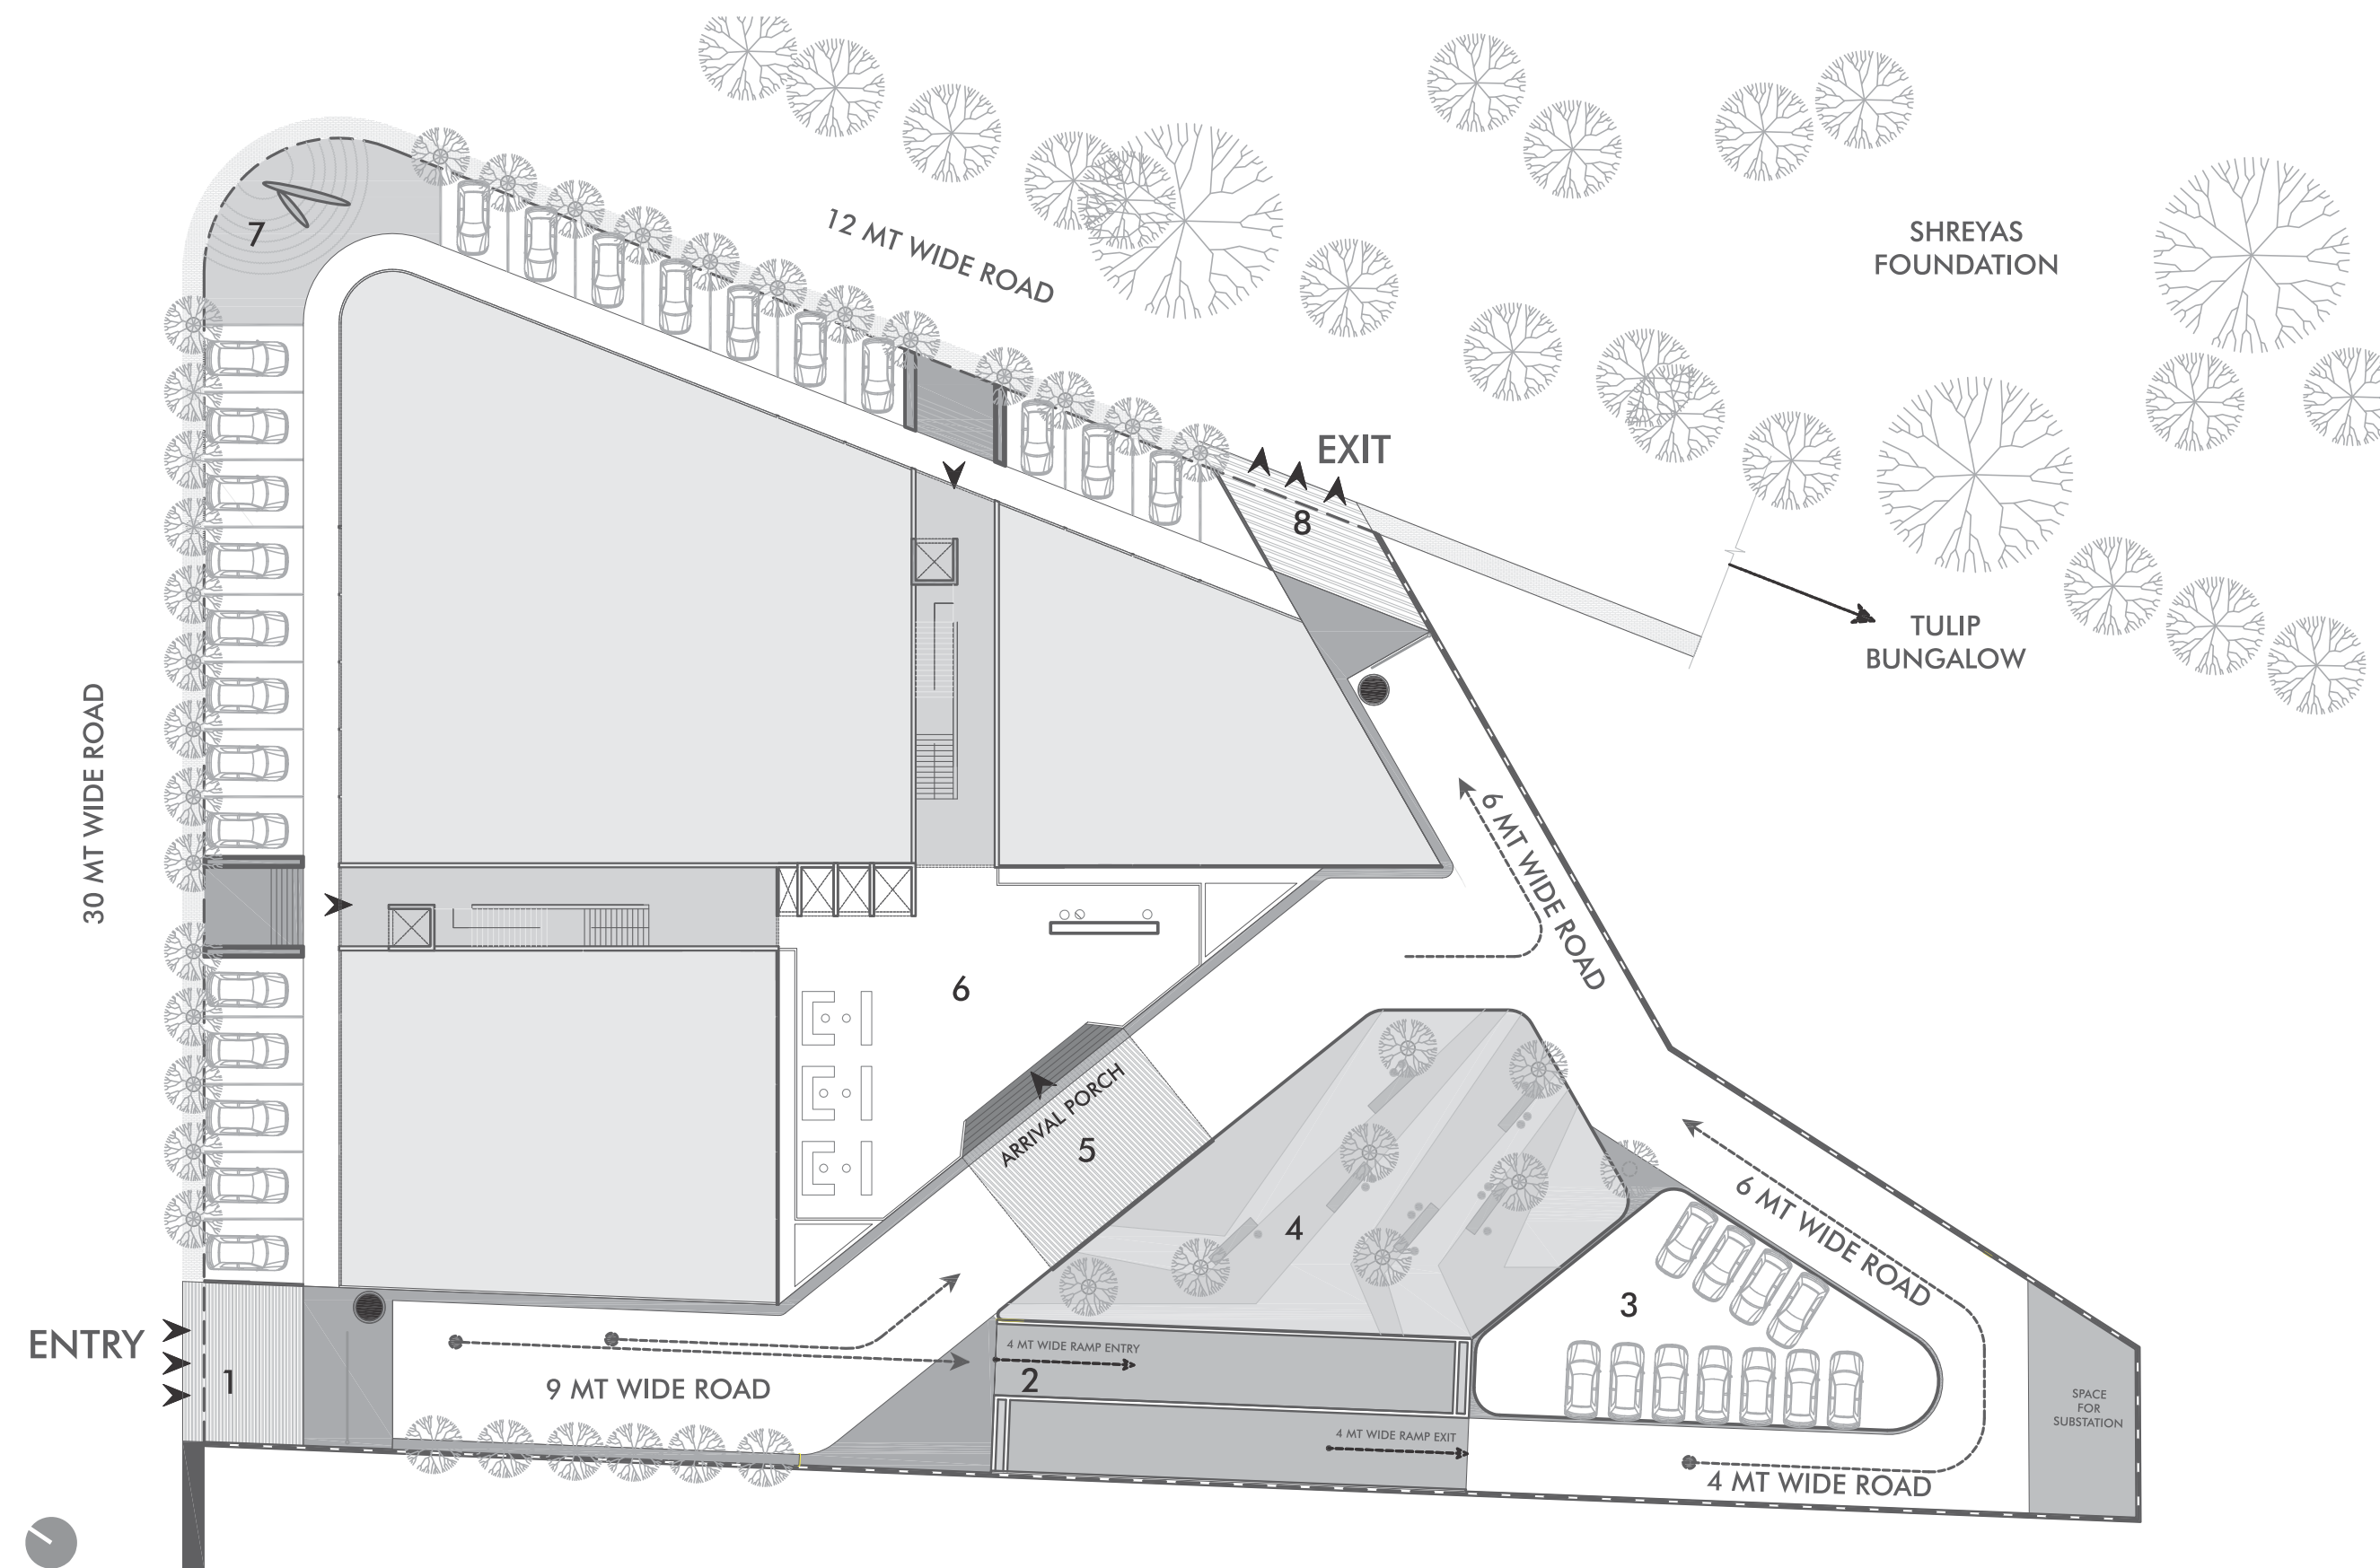 12 MT WIDE ROAD
SHREYAS
FOUNDATION
7
EXIT
8
TULIP
BUNGALOW
30 MT WIDE ROAD
6 MT WIDE ROAD
6
ARRIVAL PORCH
5
4
6 MT WIDE ROAD
3
ENTRY
1
9 MT WIDE ROAD
4 MT WIDE RAMP ENTRY
2
4 MT WIDE RAMP EXIT
4 MT WIDE ROAD
SPACE
FOR
SUBSTATION